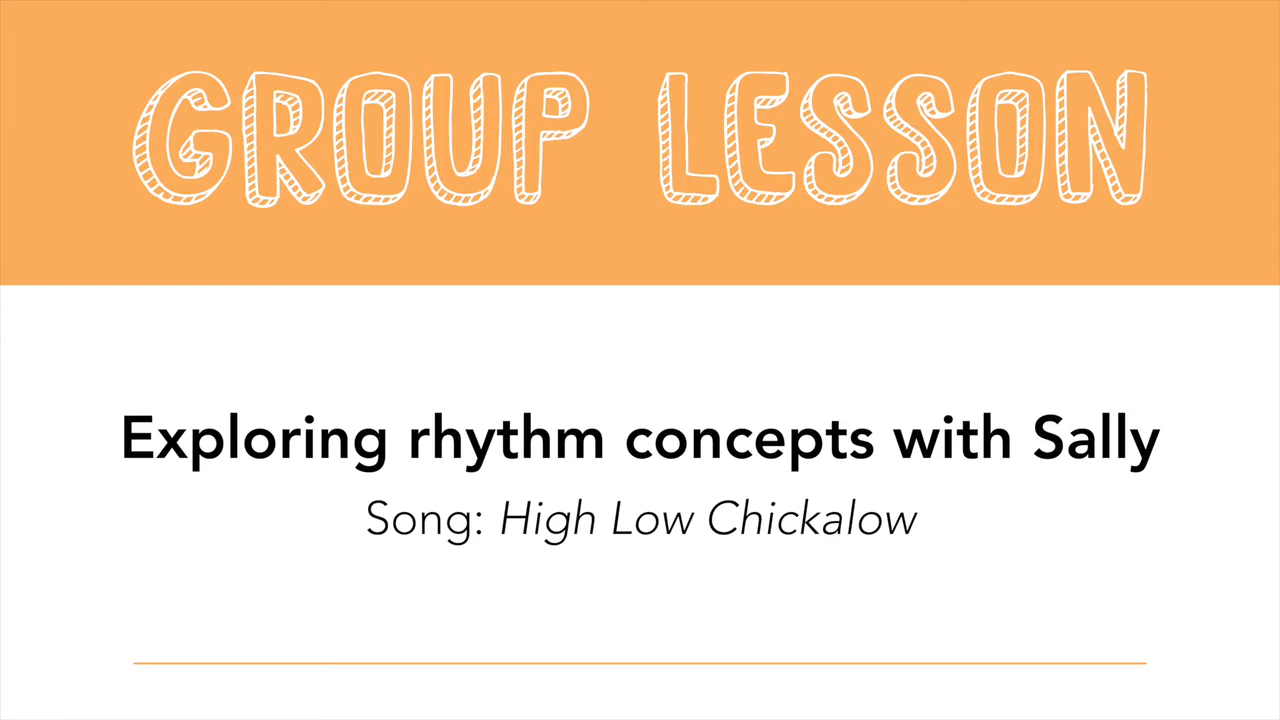 GROUP LESSON
Exploring rhythm concepts with Sally
Song: High Low Chickalow